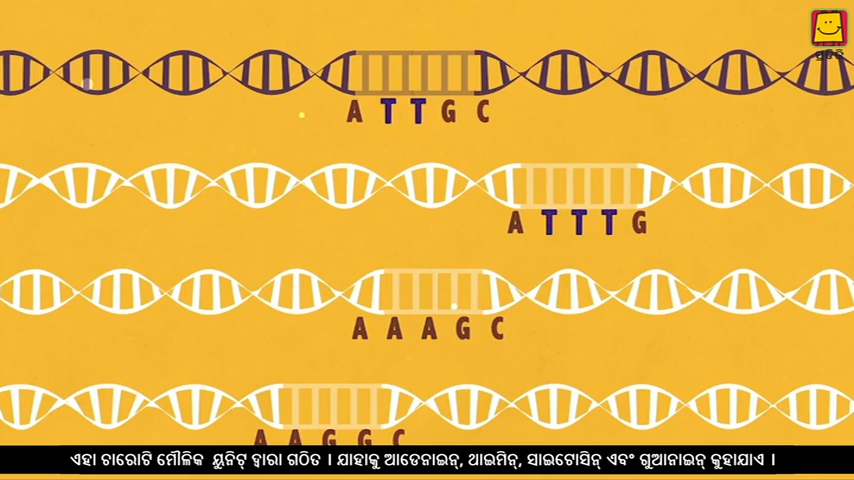 A T T G C
A T T T G
A A A G C
A A G G C
ଏହା ଚାରୋଟି ମୌଳିକ ୟୁନିଟ୍ ଦ୍ୱାରା ଗଠିତ । ଯାହାକୁ ଆଡେନାଇନ୍, ଥାଇମିନ୍, ସାଇଟୋସିନ୍ ଏବଂ ଗୁଆନାଇନ୍ କୁହାଯାଏ ।